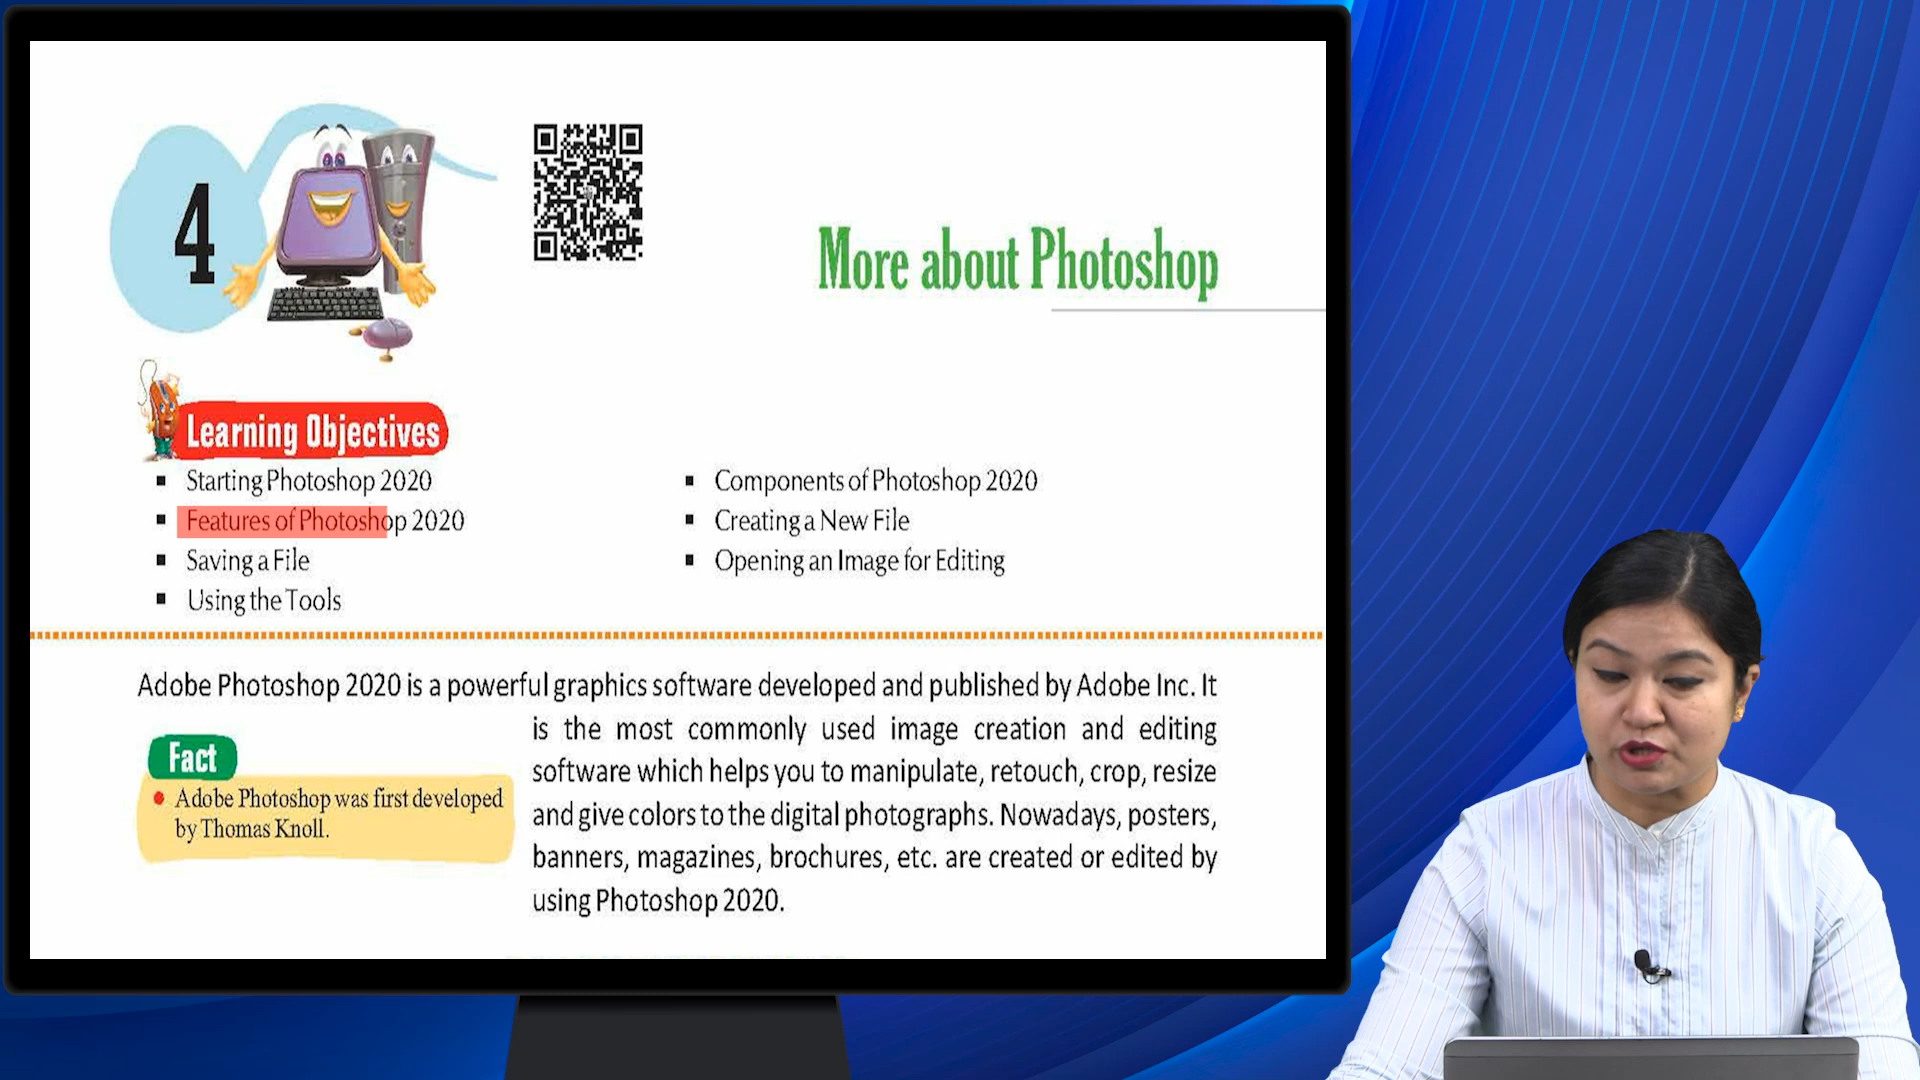 4
More about Photoshop
Learning Objectives
▪ Starting Photoshop 2020
▪ Features of Photoshop 2020
▪ Saving a File
▪ Using the Tools
▪ Components of Photoshop 2020
▪ Creating a New File
▪ Opening an Image for Editing
Adobe Photoshop 2020 is a powerful graphics software developed and published by Adobe Inc. It
is the most commonly used image creation and editing
software which helps you to manipulate, retouch, crop, resize
and give colors to the digital photographs. Nowadays, posters,
banners, magazines, brochures, etc. are created or edited by
using Photoshop 2020.
Fact
• Adobe Photoshop was first developed
by Thomas Knoll.